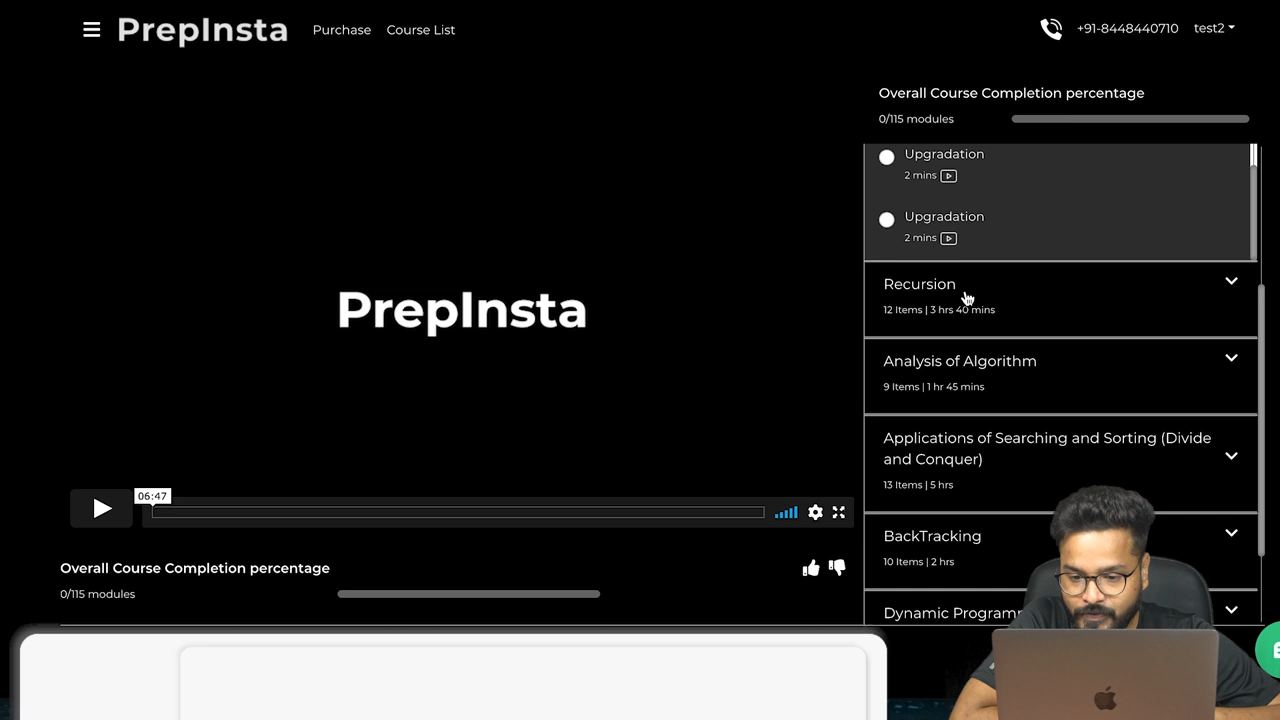 PrepInsta
Purchase
Course List
+91-8448440710
test2
Overall Course Completion percentage
0/115 modules
Upgradation
2 mins
Upgradation
2 mins
Recursion
12 Items | 3 hrs 40 mins
Analysis of Algorithm
9 Items | 1 hr 45 mins
Applications of Searching and Sorting (Divide
and Conquer)
13 Items | 5 hrs
BackTracking
10 Items | 2 hrs
PrepInsta
06:47
Overall Course Completion percentage
0/115 modules
Dynamic